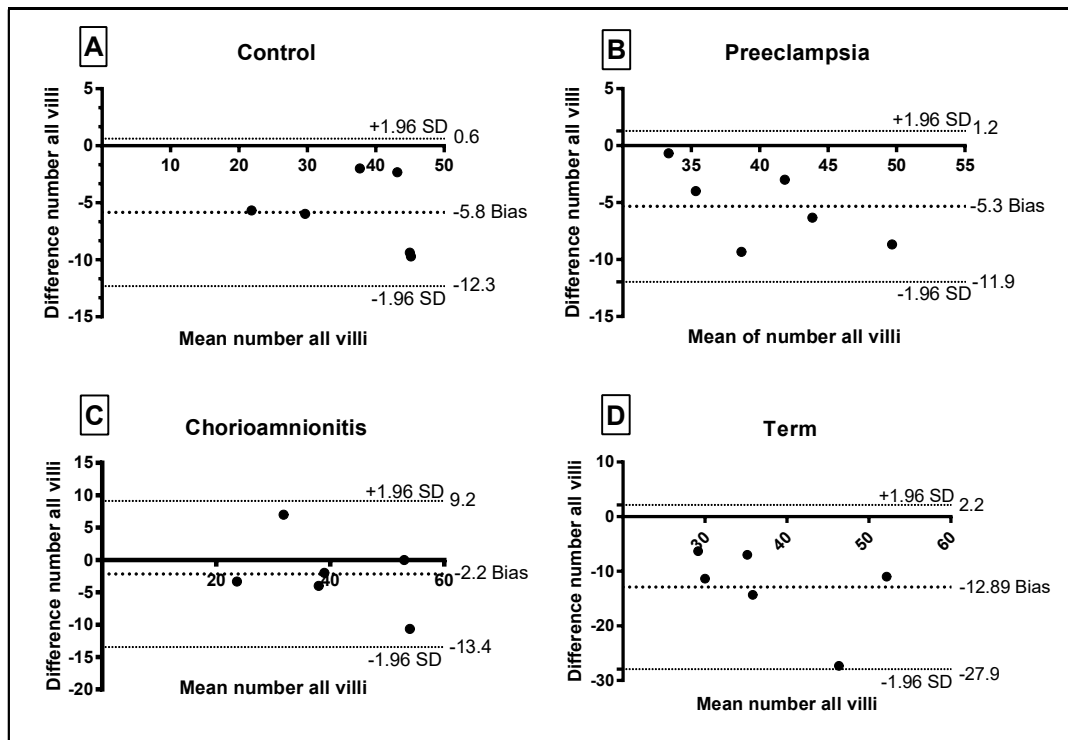 A
Control
Difference number all villi
5
0
-5
-10
-15
10 20 30 40 50
+1.96 SD
0.6
-5.8 Bias
-12.3
-1.96 SD
Mean number all villi
B
Preeclampsia
Difference number all villi
5
0
-5
-10
-15
35 40 45 50 55
+1.96 SD
1.2
-5.3 Bias
-11.9
-1.96 SD
Mean of number all villi
C
Chorioamnionitis
Difference number all villi
15
10
5
0
-5
-10
-15
-20
20 40 60
+1.96 SD
9.2
-2.2 Bias
-13.4
-1.96 SD
Mean number all villi
D
Term
Difference number all villi
10
0
-10
-20
-30
30 40 50 60
+1.96 SD
2.2
-12.89 Bias
-27.9
-1.96 SD
Mean number all villi